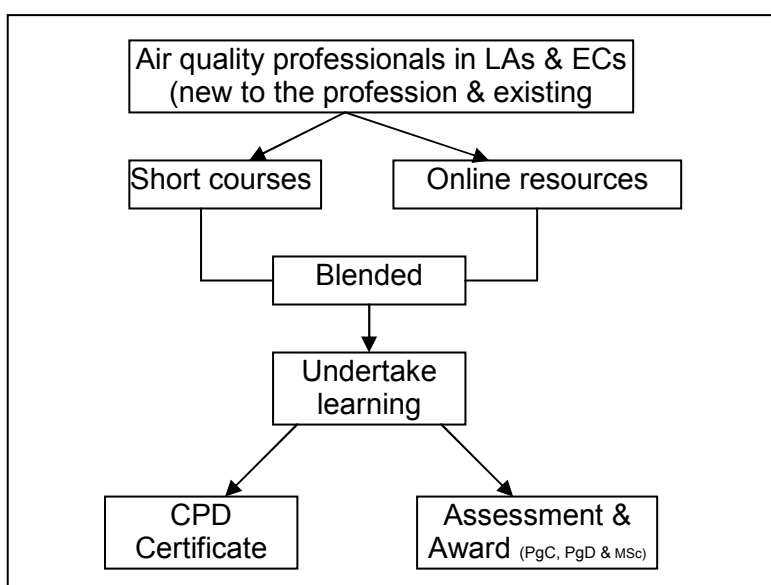 Air quality professionals in LAs & ECs
(new to the profession & existing
Short courses
Online resources
Blended
Undertake
learning
CPD
Certificate
Assessment &
Award (PgC, PgD & MSc)